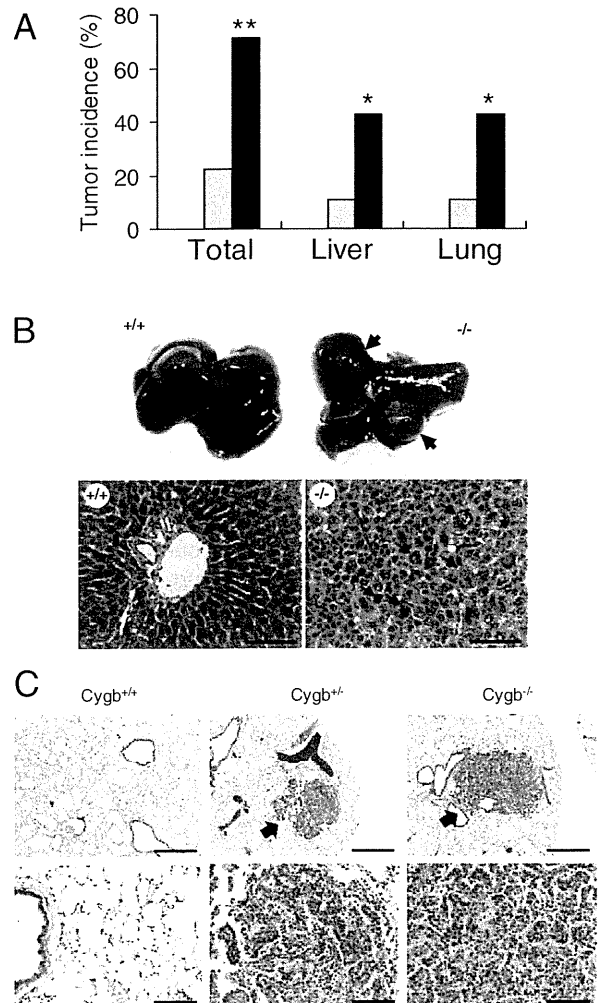 A
Tumor incidence (%)
80
60
40
20
0
**
*
*
Total Liver Lung
B
+/+
-/-
+/+
-/-
C
Cygb+/+
Cygb+/-
Cygb-/-